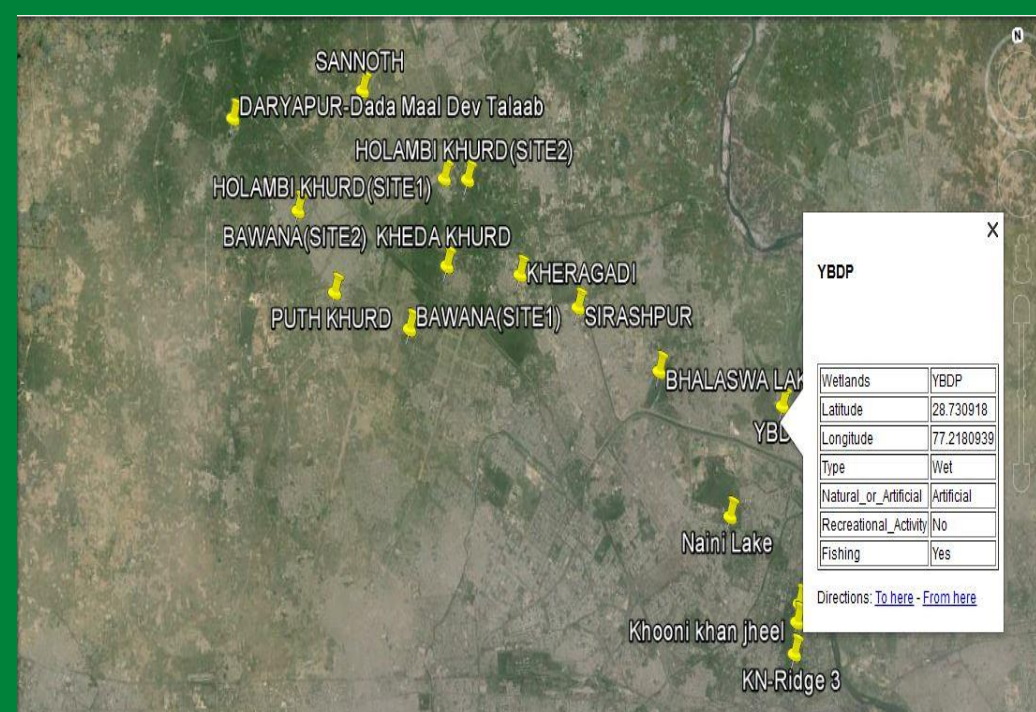 N
SANNOTH
DARYAPUR-Dada Maal Dev Talaab
HOLAMBI KHURD(SITE2)
HOLAMBI KHURD(SITE1)
BAWANA(SITE2) KHEDA KHURD
KHERAGADI
PUTH KHURD BAWANA(SITE1) SIRASHPUR
BHALASWA LAK
YBD
Naini Lake
Khooni khan jheel
KN-Ridge 3
X
YBDP
Wetlands YBDP
Latitude 28.730918
Longitude 77.2180939
Type Wet
Natural_or_Artificial Artificial
Recreational_Activity No
Fishing Yes
Directions: To here - From here